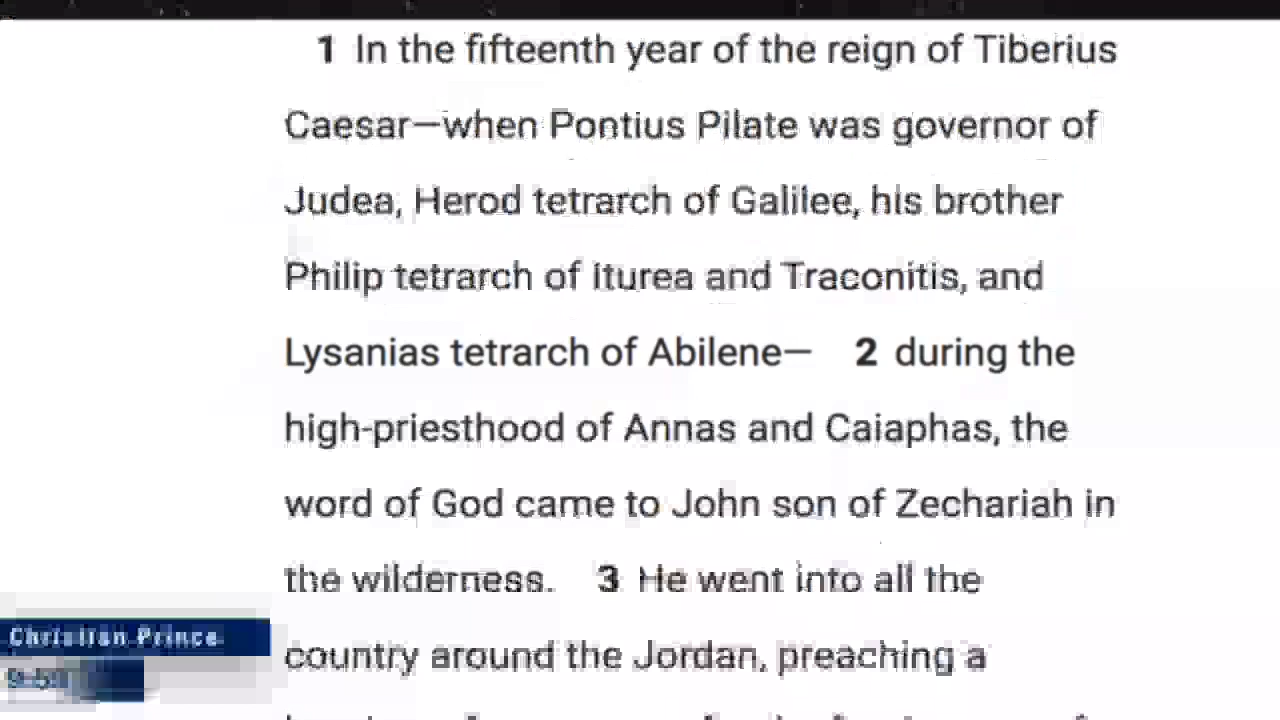 1 In the fifteenth year of the reign of Tiberius
Caesar—when Pontius Pilate was governor of
Judea, Herod tetrarch of Galilee, his brother
Philip tetrarch of Iturea and Traconitis, and
Lysanias tetrarch of Abilene— 2 during the
high-priesthood of Annas and Caiaphas, the
word of God came to John son of Zechariah in
the wilderness. 3 He went into all the
country around the Jordan, preaching a
Christian Prince